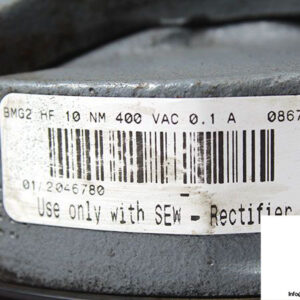 BMG2 HF 10 NM 400 VAC 0.1 A 0867
01/2046780
Use only with SEW - Rectifier